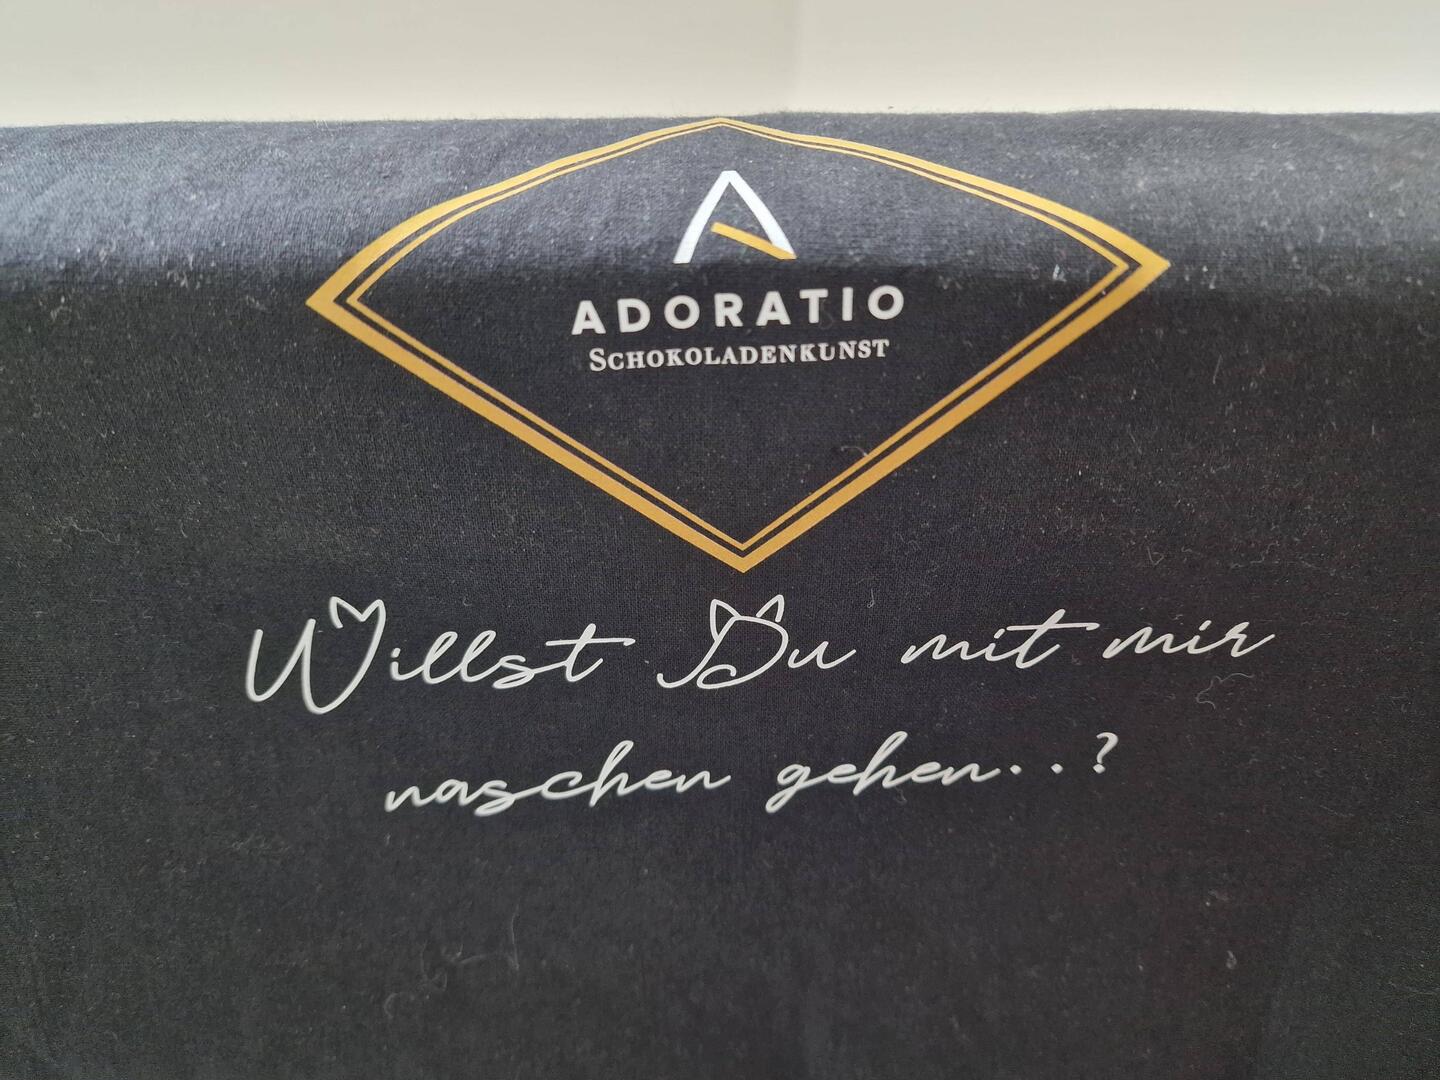 ADORATIO
SCHOKOLADENKUNST
Willst Du mit mir
naschen gehen..?